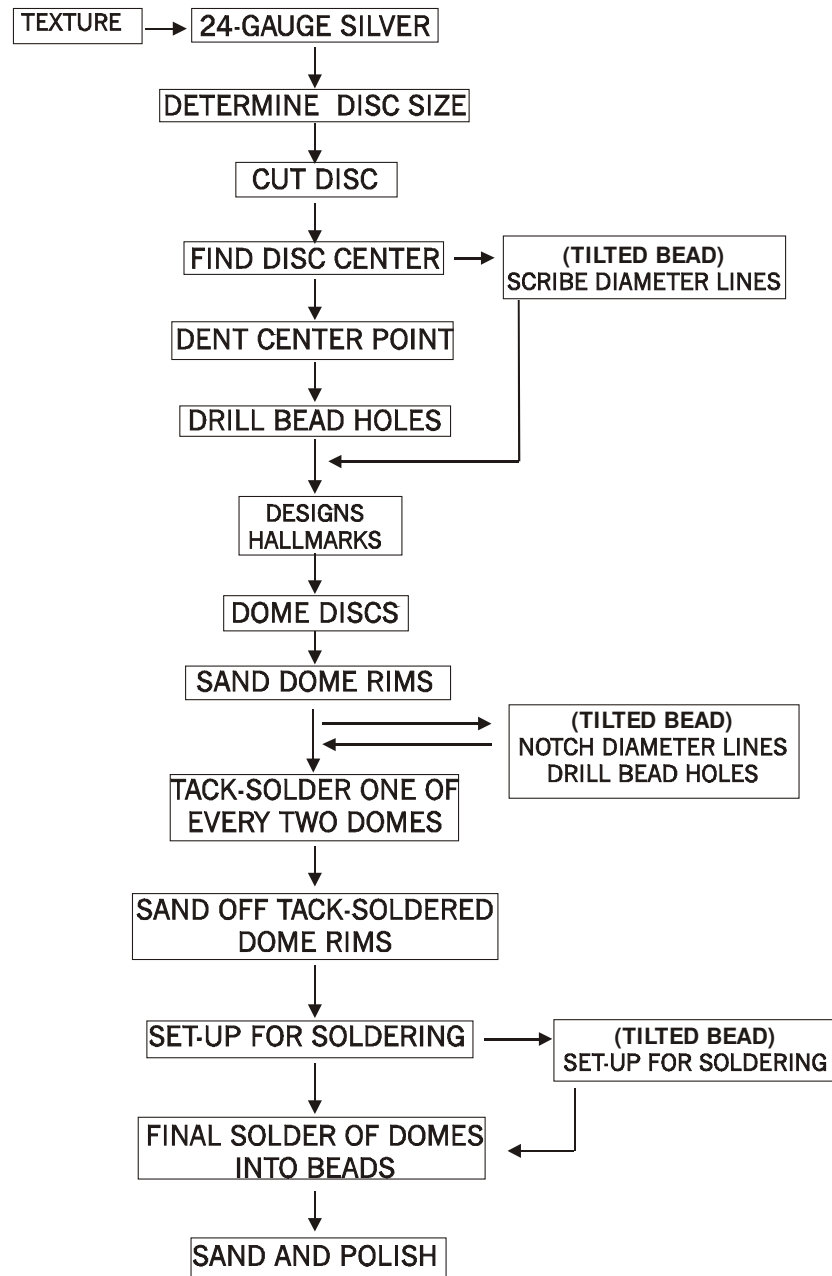 TEXTURE
24-GAUGE SILVER
DETERMINE DISC SIZE
CUT DISC
FIND DISC CENTER
(TILTED BEAD)
SCRIBE DIAMETER LINES
DENT CENTER POINT
DRILL BEAD HOLES
DESIGNS
HALLMARKS
DOME DISCS
SAND DOME RIMS
(TILTED BEAD)
NOTCH DIAMETER LINES
DRILL BEAD HOLES
TACK-SOLDER ONE OF
EVERY TWO DOMES
SAND OFF TACK-SOLDERED
DOME RIMS
SET-UP FOR SOLDERING
(TILTED BEAD)
SET-UP FOR SOLDERING
FINAL SOLDER OF DOMES
INTO BEADS
SAND AND POLISH